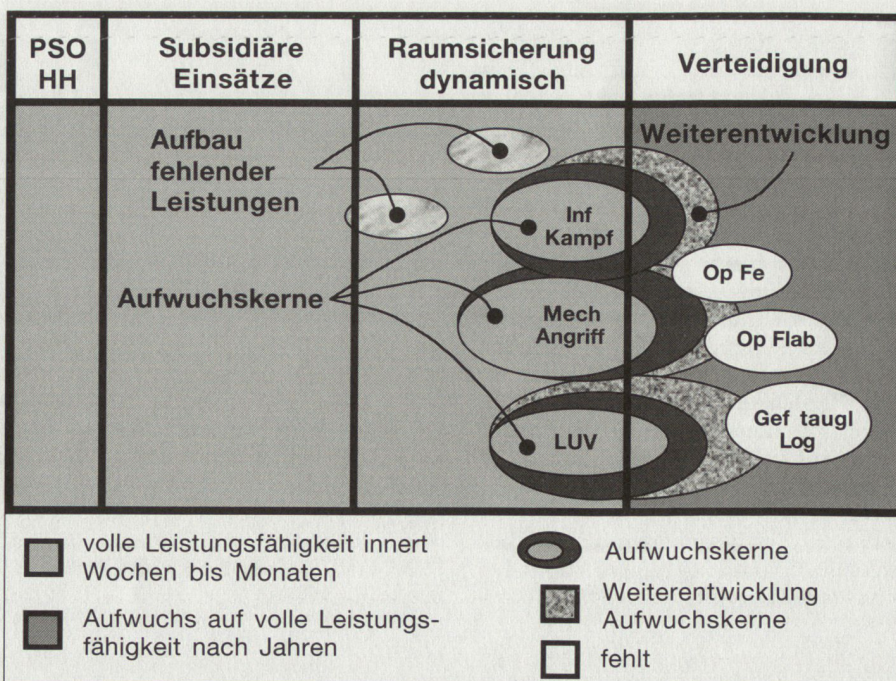 PSO
HH
Subsidiäre
Einsätze
Raumsicherung
dynamisch
Verteidigung
Aufbau
fehlender
Leistungen
Weiterentwicklung
Inf
Kampf
Op Fe
Aufwuchskerne
Mech
Angriff
Op Flab
LUV
Gef taugl
Log
volle Leistungsfähigkeit innert
Wochen bis Monaten
Aufwuchs auf volle Leistungs-
fähigkeit nach Jahren
Aufwuchskerne
Weiterentwicklung
Aufwuchskerne
fehlt